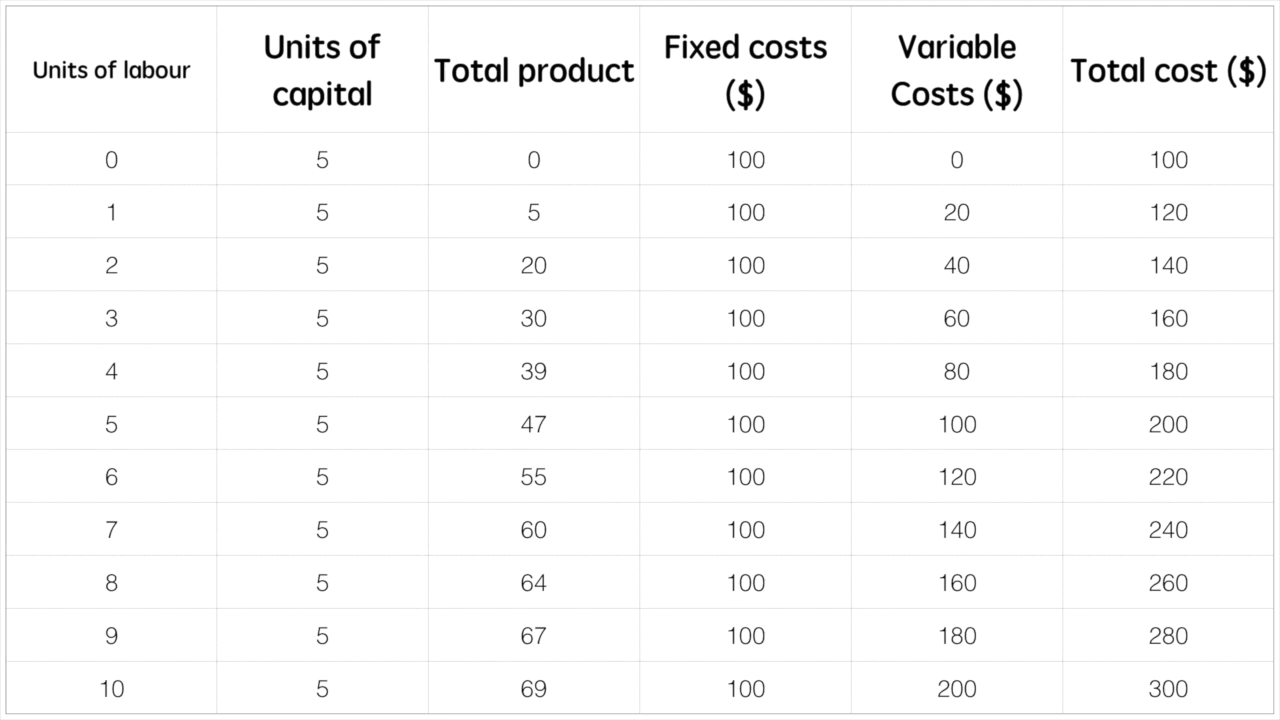 Units of labour Units of capital Total product Fixed costs ($) Variable Costs ($) Total cost ($)
0 5 0 100 0 100
1 5 5 100 20 120
2 5 20 100 40 140
3 5 30 100 60 160
4 5 39 100 80 180
5 5 47 100 100 200
6 5 55 100 120 220
7 5 60 100 140 240
8 5 64 100 160 260
9 5 67 100 180 280
10 5 69 100 200 300